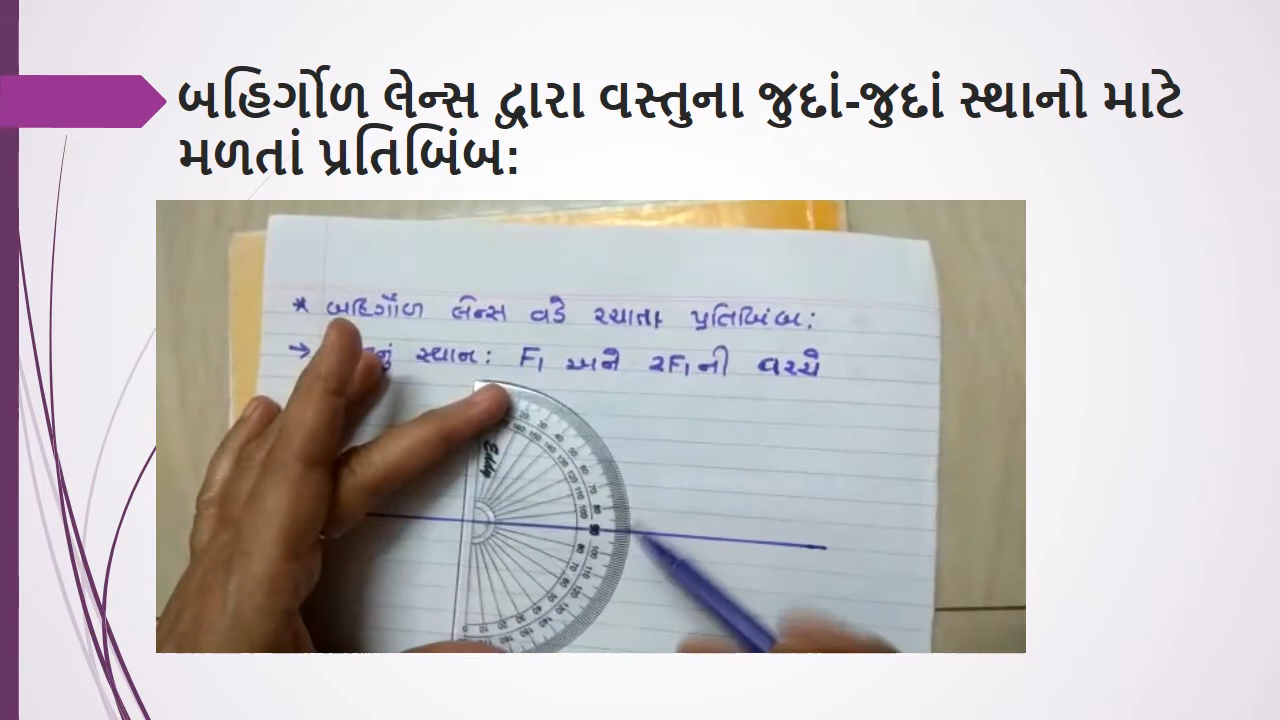 બહિર્ગોળ લેન્સ દ્વારા વસ્તુના જુદાં-જુદાં સ્થાનો માટે
મળતાં પ્રતિબિંબ:
* બહિર્ગોળ લેન્સ વડે રચાતા પ્રતિબિંબ:
→ સ્થાન: F₁ અને 2F₁ની વચ્ચે